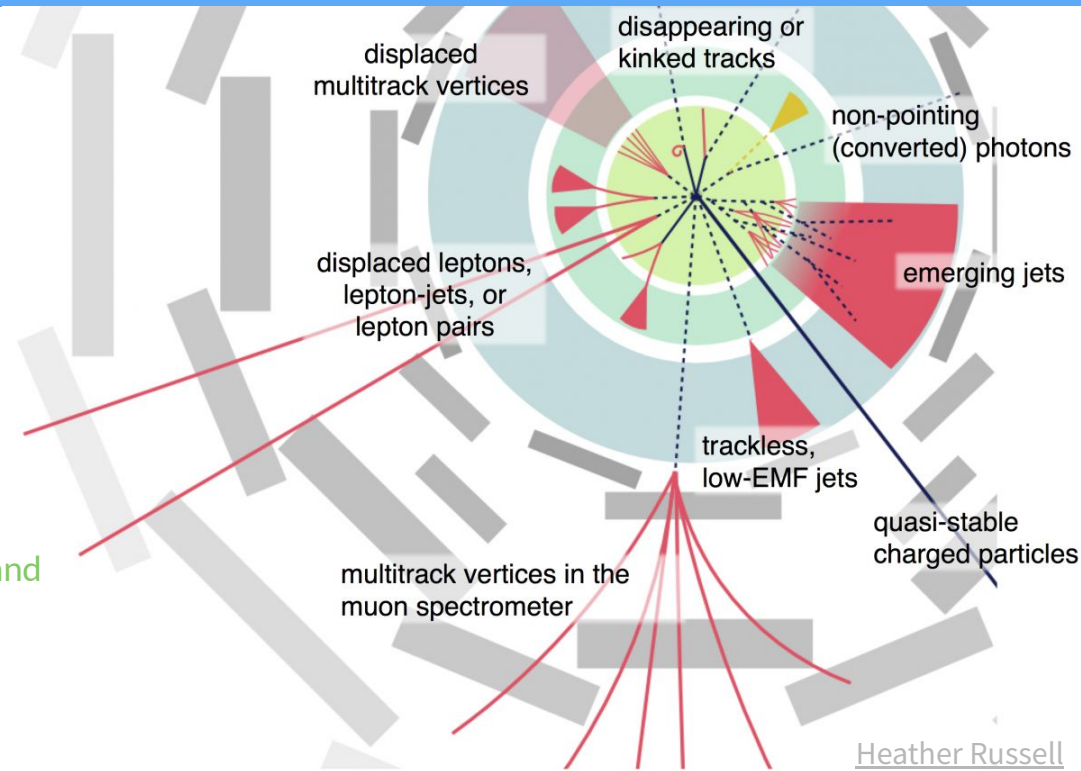 disappearing or
kinked tracks
displaced
multitrack vertices
non-pointing
(converted) photons
displaced leptons,
lepton-jets, or
lepton pairs
emerging jets
trackless,
low-EMF jets
quasi-stable
charged particles
and
multitrack vertices in the
muon spectrometer
Heather Russell